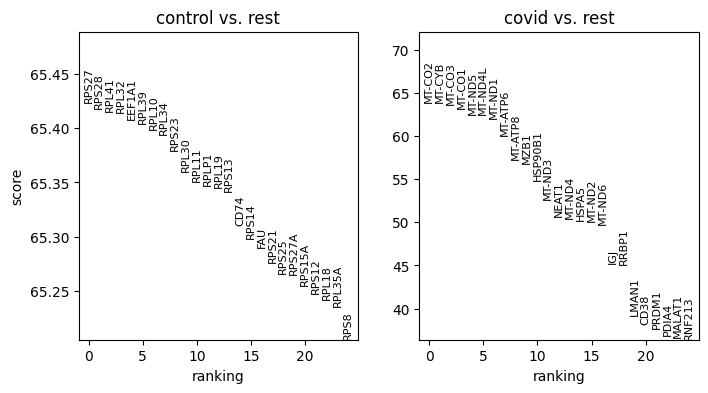 control vs. rest
score
65.45
65.40
65.35
65.30
65.25
RPS27
RPS28
RPL41
RPL32
EEF1A1
RPL39
RPL10
RPL34
RPS23
RPL30
RPL11
RPLP1
RPL19
RPS13
CD74
RPS14
FAU
RPS21
RPS25
RPS27A
RPS15A
RPS12
RPL18
RPL35A
RPS8
0
5
10
15
20
ranking
covid vs. rest
70
65
60
55
50
45
40
MT-CO2
MT-CYB
MT-CO3
MT-CO1
MT-ND5
MT-ND4L
MT-ND1
MT-ATP6
MT-ATP8
MZB1
HSP90B1
MT-ND3
NEAT1
MT-ND4
HSPA5
MT-ND2
MT-ND6
IGJ
RRBP1
LMAN1
CD38
PRDM1
PDIA4
MALAT1
RNF213
0
5
10
15
20
ranking